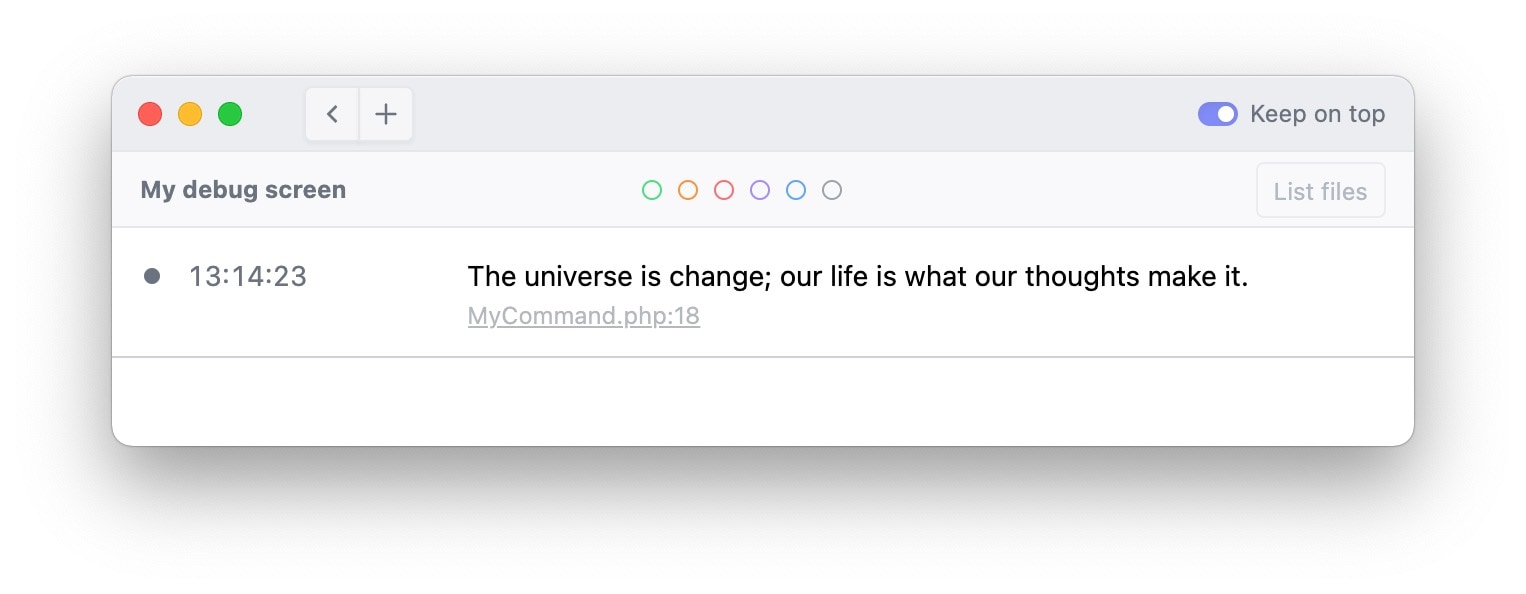 Keep on top
My debug screen
List files
13:14:23
The universe is change; our life is what our thoughts make it.
MyCommand.php:18